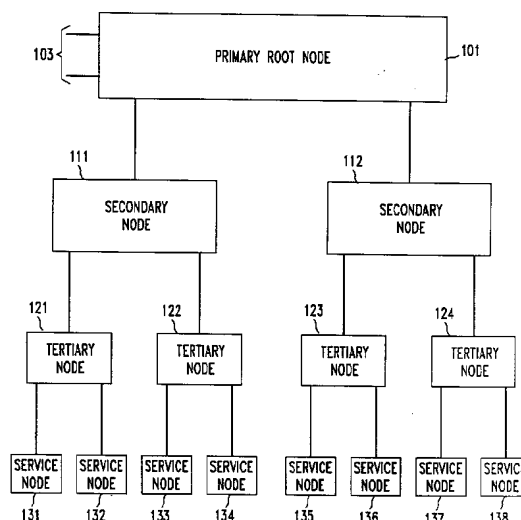 103
PRIMARY ROOT NODE
101
111
112
SECONDARY
NODE
SECONDARY
NODE
121
122
123
124
TERTIARY
NODE
TERTIARY
NODE
TERTIARY
NODE
TERTIARY
NODE
SERVICE
NODE
SERVICE
NODE
SERVICE
NODE
SERVICE
NODE
SERVICE
NODE
SERVICE
NODE
SERVICE
NODE
SERVICE
NODE
131
132
133
134
135
136
137
138